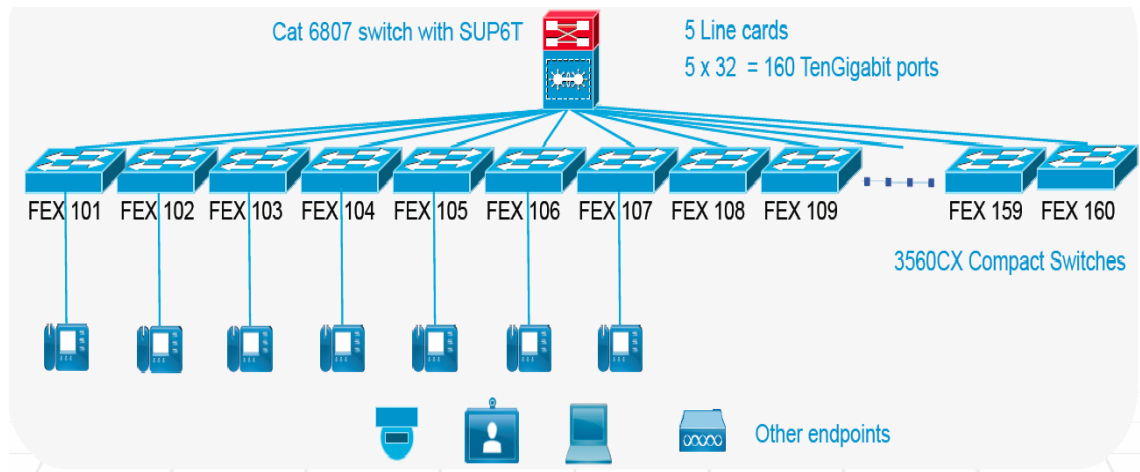 Cat 6807 switch with SUP6T
5 Line cards
5 x 32 = 160 TenGigabit ports
FEX 101 FEX 102 FEX 103 FEX 104 FEX 105 FEX 106 FEX 107 FEX 108 FEX 109 FEX 159 FEX 160
3560CX Compact Switches
Other endpoints